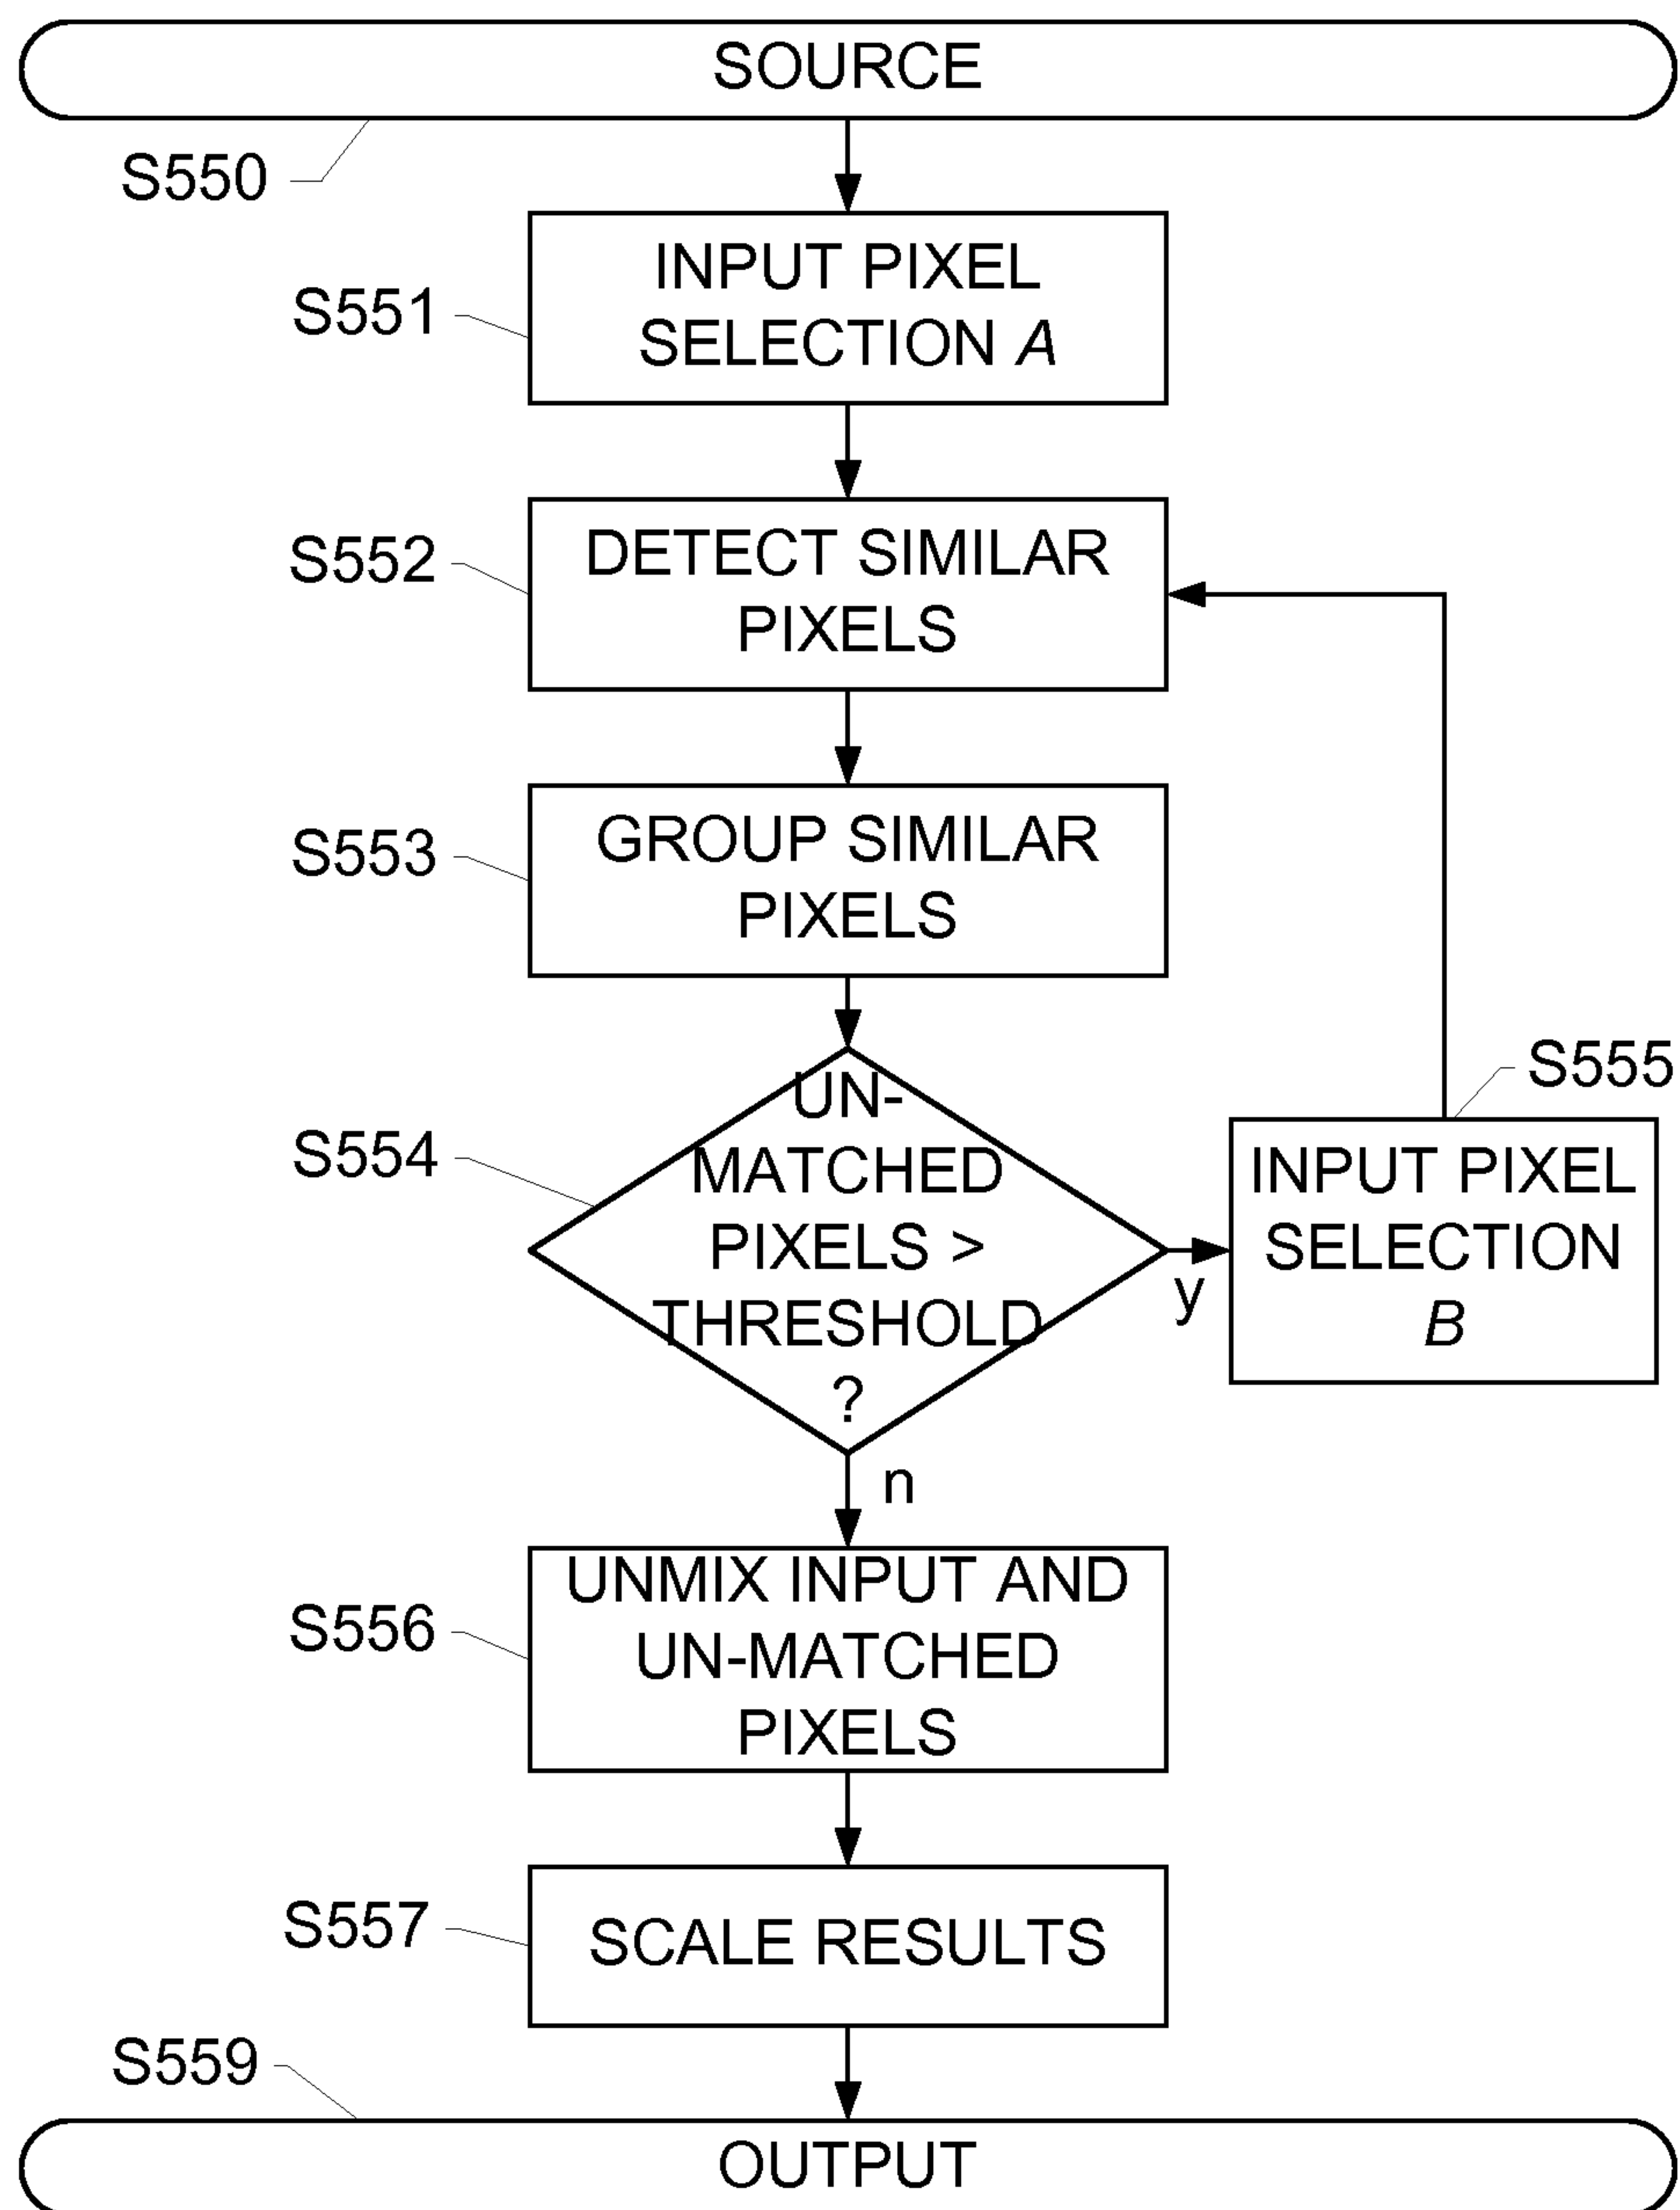 SOURCE
S550
INPUT PIXEL
SELECTION A
S551
DETECT SIMILAR
PIXELS
S552
GROUP SIMILAR
PIXELS
S553
UN-
MATCHED
PIXELS >
THRESHOLD
?
S554
y
n
S555
INPUT PIXEL
SELECTION
B
UNMIX INPUT AND
UN-MATCHED
PIXELS
S556
SCALE RESULTS
S557
S559
OUTPUT